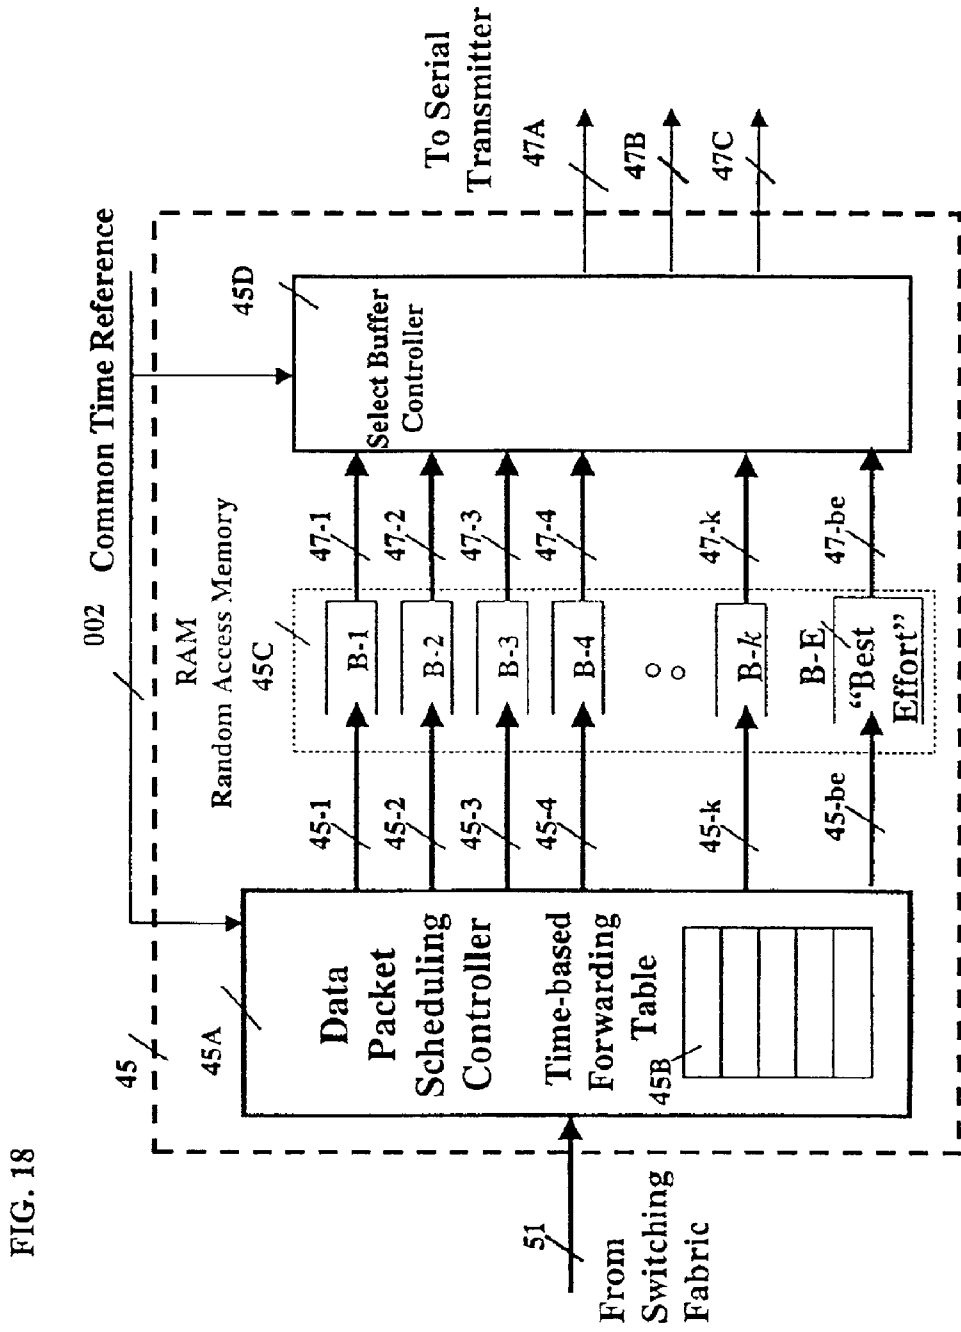 FIG. 18
002
Common Time Reference
45
45A
Data
Packet
Scheduling
Controller
Time-based
Forwarding
Table
45B
51
From
Switching
Fabric
RAM
Random Access Memory
45C
45-1
45-2
45-3
45-4
45-k
45-be
B-1
B-2
B-3
B-4
B-k
B-E
“Best
Effort”
47-1
47-2
47-3
47-4
47-k
47-be
45D
Select Buffer
Controller
To Serial
Transmitter
47A
47B
47C